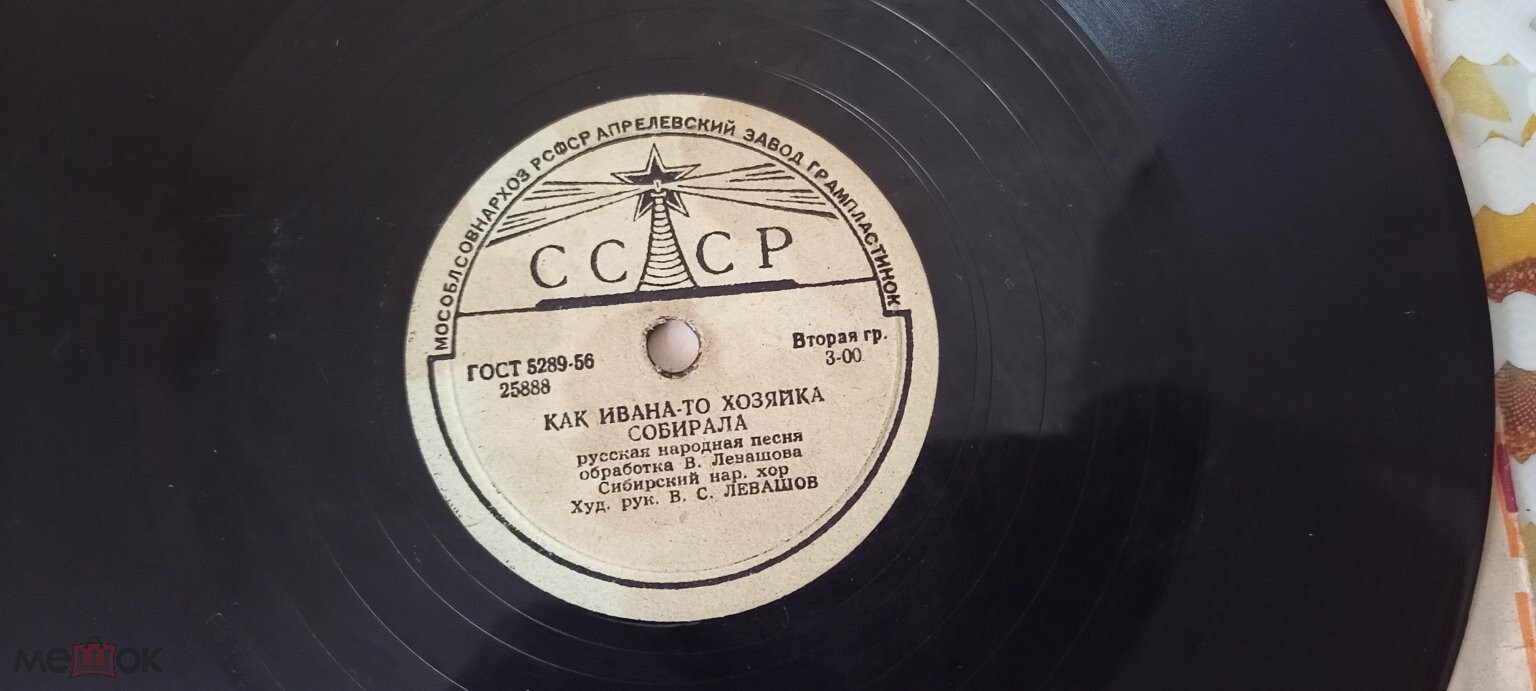 МОСОБЛСОВНАРХОЗ РСФСР АПРЕЛЕВСКИЙ ЗАВОД ГРАМПЛАСТИНОК
СССР
ГОСТ 5289-56
25888
Вторая гр.
3-00
КАК ИВАНА-ТО ХОЗЯЙКА
СОБИРАЛА
русская народная песня
обработка В. Левашова
Сибирский нар. хор
Худ. рук. В. С. ЛЕВАШОВ
мешок